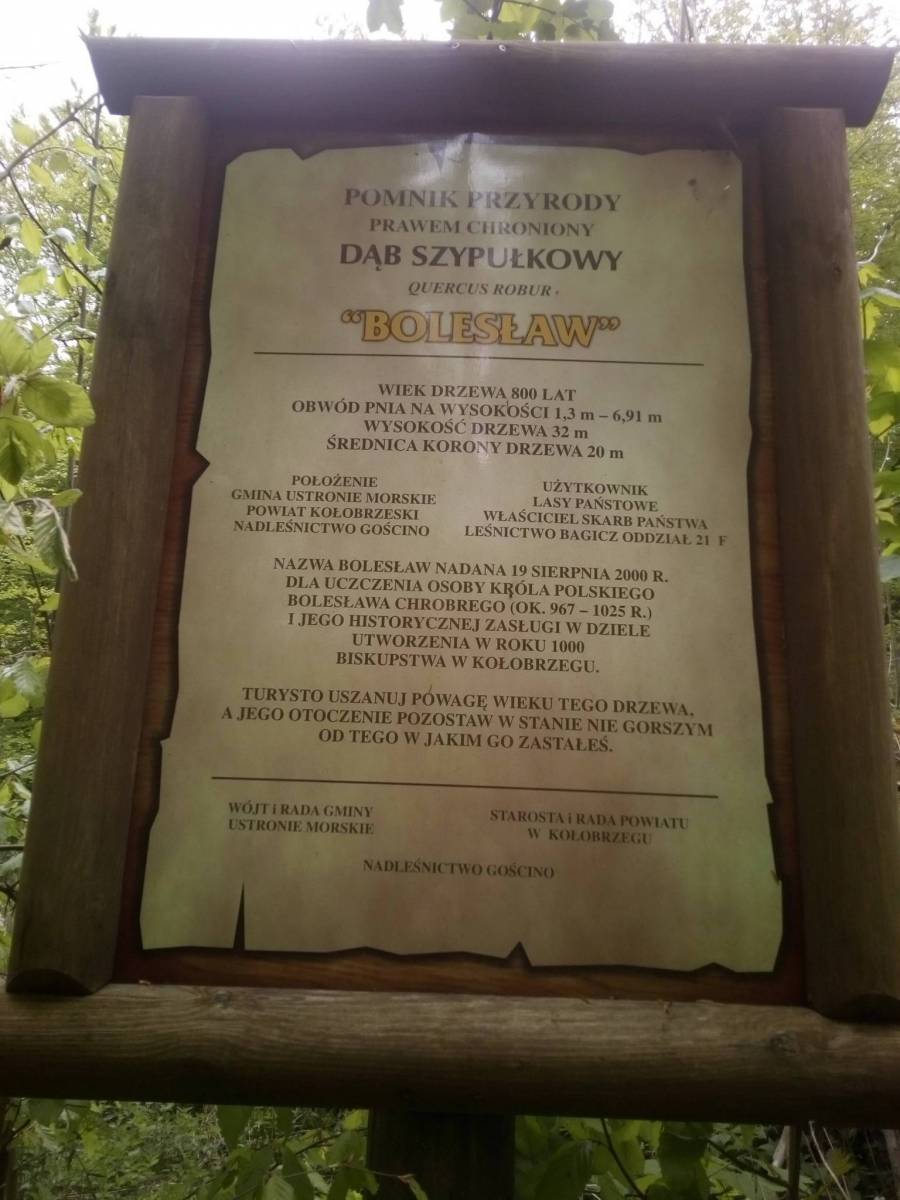 POMNIK PRZYRODY
PRAWEM CHRONIONY
DĄB SZYPUŁKOWY
QUERCUS ROBUR
“BOLESŁAW”
WIEK DRZEWA 800 LAT
OBWÓD PNIA NA WYSOKOŚCI 1,3 m – 6,91 m
WYSOKOŚĆ DRZEWA 32 m
ŚREDNICA KORONY DRZEWA 20 m
POŁOŻENIE
GMINA USTRONIE MORSKIE
POWIAT KOŁOBRZESKI
NADLEŚNICTWO GOŚCINO
UŻYTKOWNIK
LASY PAŃSTOWE
WŁAŚCICIEL SKARB PAŃSTWA
LEŚNICTWO BAGICZ ODDZIAŁ 21 F
NAZWA BOLESŁAW NADANA 19 SIERPNIA 2000 R.
DLA UCZCZENIA OSOBY KRÓLA POLSKIEGO
BOLESŁAWA CHROBREGO (OK. 967 – 1025 R.)
I JEGO HISTORYCZNEJ ZASŁUGI W DZIELE
UTWORZENIA W ROKU 1000
BISKUPSTWA W KOŁOBRZEGU.
TURYSTO USZANUJ POWAGĘ WIEKU TEGO DRZEWA,
A JEGO OTOCZENIE POZOSTAW W STANIE NIE GORSZYM
OD TEGO W JAKIM GO ZASTAŁEŚ.
WÓJT i RADA GMINY
USTRONIE MORSKIE
STAROSTA i RADA POWIATU
W KOŁOBRZEGU
NADLEŚNICTWO GOŚCINO